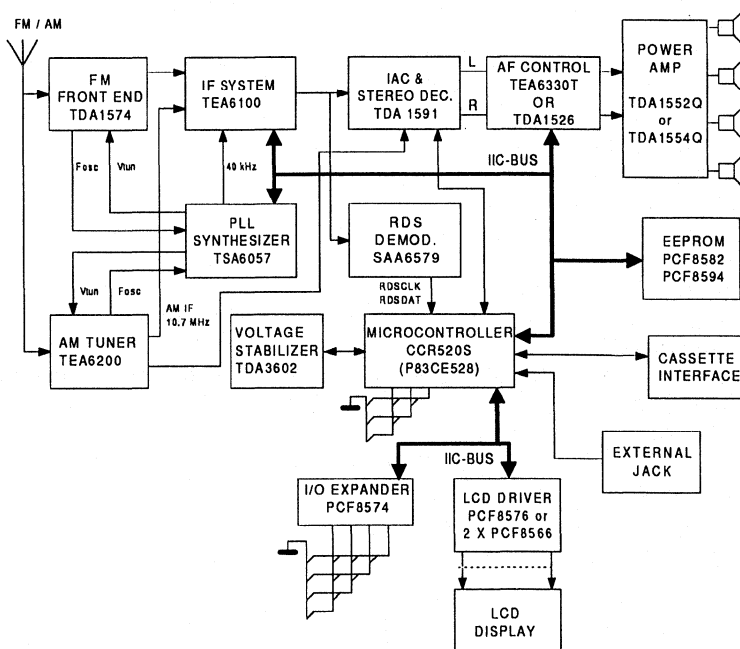 FM / AM
FM
FRONT END
TDA1574
IF SYSTEM
TEA6100
IAC &
STEREO DEC.
TDA 1591
L
R
AF CONTROL
TEA6330T
OR
TDA1526
POWER
AMP
TDA1552Q
or
TDA1554Q
Fosc
Vtun
40 kHz
IIC-BUS
PLL
SYNTHESIZER
TSA6057
RDS
DEMOD.
SAA6579
EEPROM
PCF8582
PCF8594
Vtun
Fosc
AM IF
10.7 MHz
RDSCLK
RDSDAT
AM TUNER
TEA6200
VOLTAGE
STABILIZER
TDA3602
MICROCONTROLLER
CCR520S
(P83CE528)
CASSETTE
INTERFACE
EXTERNAL
JACK
IIC-BUS
I/O EXPANDER
PCF8574
LCD DRIVER
PCF8576 or
2 X PCF8566
LCD
DISPLAY